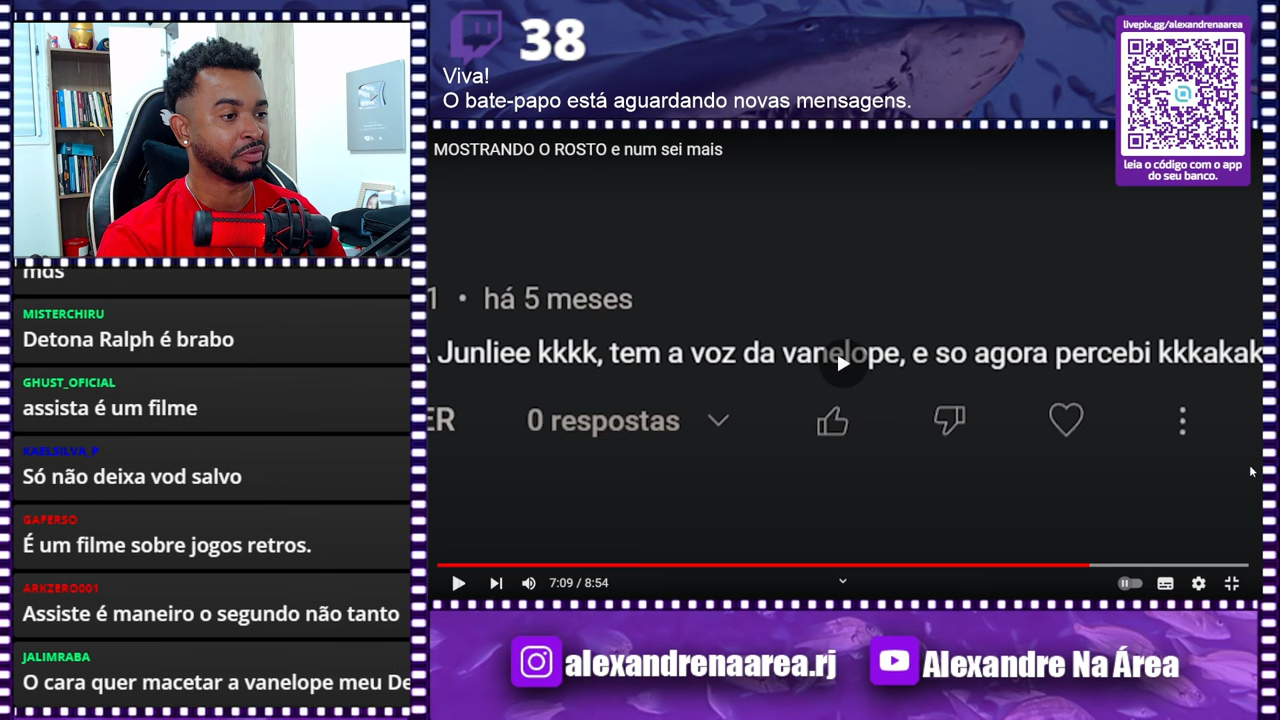 38
Viva!
O bate-papo está aguardando novas mensagens.
livepix.gg/alexandrenaarea
leia o código com o app
do seu banco.
MOSTRANDO O ROSTO e num sei mais
1 • há 5 meses
Junliee kkkk, tem a voz da vanelope, e so agora percebi kkkakak
ER 0 respostas
7:09 / 8:54
mds
MISTERCHIRU
Detona Ralph é brabo
GHUST_OFICIAL
assista é um filme
KAELSILVA_P
Só não deixa vod salvo
GAFERSO
É um filme sobre jogos retros.
ARKZERO001
Assiste é maneiro o segundo não tanto
JALIMRABA
O cara quer macetar a vanelope meu De
alexandrenaarea.rj
Alexandre Na Área